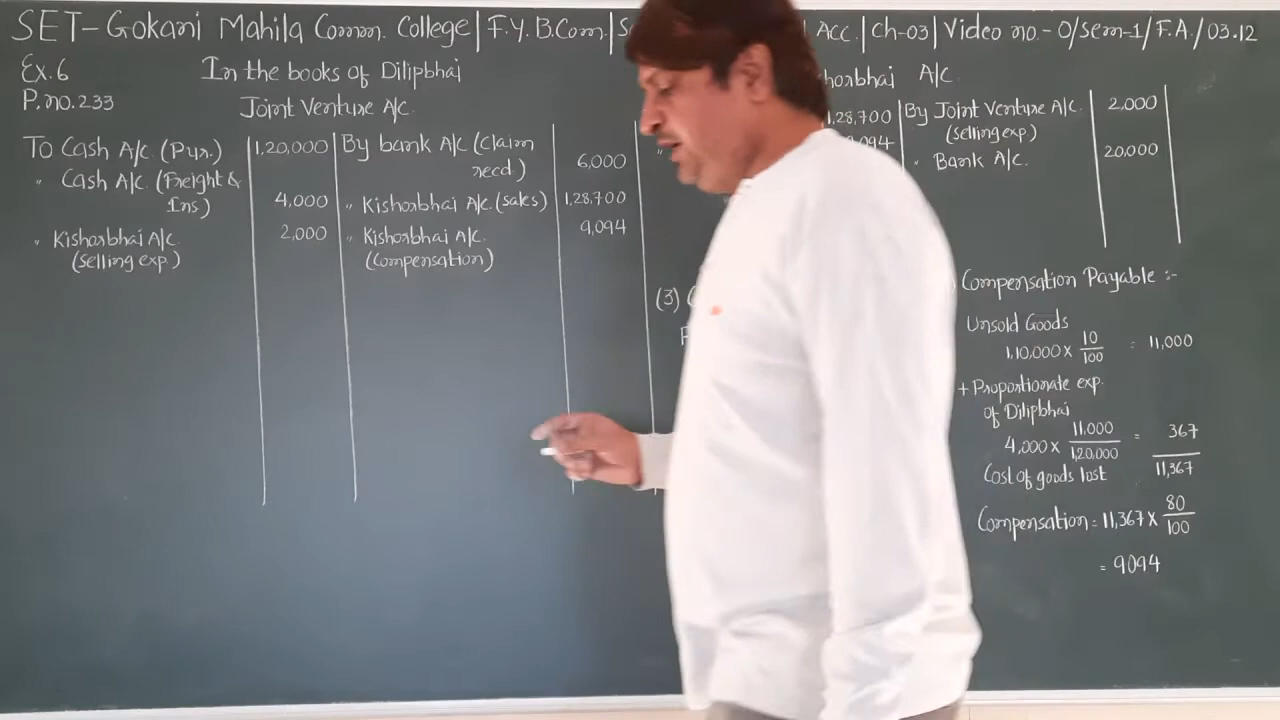 SET-Gokani Mahila Comm. College | F.Y.B.Com. | S Acc. | Ch-03 | Video no.- 0/sem-1/F.A./03.12
Ex.6 In the books of Dilipbhai
P.no.233 Joint Venture A/c.
To Cash A/c (Pur.) 1,20,000 By bank A/c (claim
recd.) 6,000
" Cash A/c. (Freight &
Ins) 4,000 " Kishorbhai A/c. (sales) 1,28,700
" Kishorbhai A/c. 2,000 " Kishorbhai A/c. 9,094
(selling exp.) (Compensation)
horbhai A/c.
1,28,700 By Joint Venture A/c. 2,000
(selling exp)
9,094 " Bank A/c. 20,000
(3) C
Compensation Payable :-
Unsold Goods
1,10,000 x 10/100 = 11,000
+ Proportionate exp.
of Dilipbhai
4,000 x 11,000/1,20,000 = 367
Cost of goods lost 11,367
Compensation = 11,367 x 80/100
= 9094